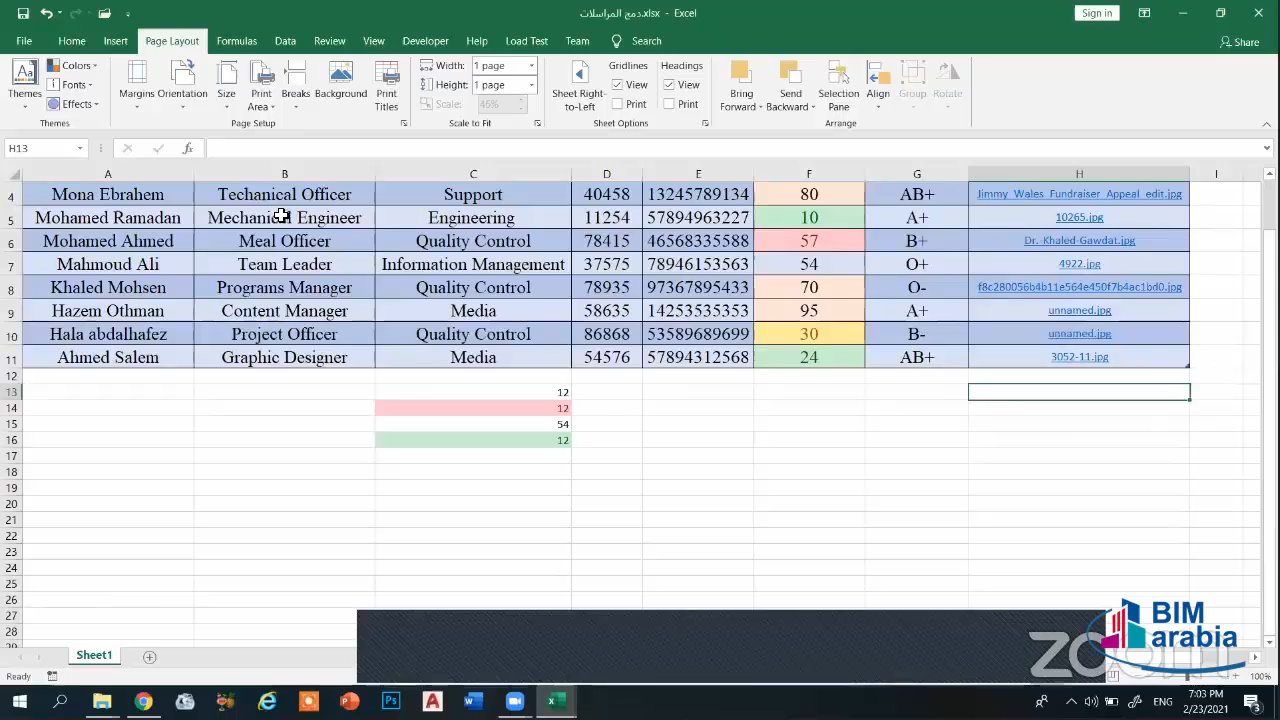 دمج المراسلات.xlsx - Excel
Sign in
File Home Insert Page Layout Formulas Data Review View Developer Help Load Test Team Search Share
Themes Colors Fonts Effects Themes
Margins Orientation Size Print Area Breaks Background Print Titles Page Setup
Width: 1 page Height: 1 page Scale: 46% Scale to Fit
Sheet Right-to-Left Gridlines View Print Headings View Print Sheet Options
Bring Forward Send Backward Selection Pane Align Group Rotate Arrange
H13 fx
A B C D E F G H I
4 Mona Ebrahem Techanical Officer Support 40458 13245789134 80 AB+ Jimmy_Wales_Fundraiser_Appeal_edit.jpg
5 Mohamed Ramadan Mechanical Engineer Engineering 11254 57894963227 10 A+ 10265.jpg
6 Mohamed Ahmed Meal Officer Quality Control 78415 46568335588 57 B+ Dr.-Khaled-Gawdat.jpg
7 Mahmoud Ali Team Leader Information Management 37575 78946153563 54 O+ 4922.jpg
8 Khaled Mohsen Programs Manager Quality Control 78935 97367895433 70 O- f8c280056b4b11e564e450f7b4ac1bd0.jpg
9 Hazem Othman Content Manager Media 58635 14253535353 95 A+ unnamed.jpg
10 Hala abdalhafez Project Officer Quality Control 86868 53589689699 30 B- unnamed.jpg
11 Ahmed Salem Graphic Designer Media 54576 57894312568 24 AB+ 3052-11.jpg
12
13 12
14 12
15 54
16 12
17
18
19
20
21
22
23
24
25
26
27
28
BIM
arabia
zoom
Sheet1
Ready 100%
ENG 7:03 PM
2/23/2021